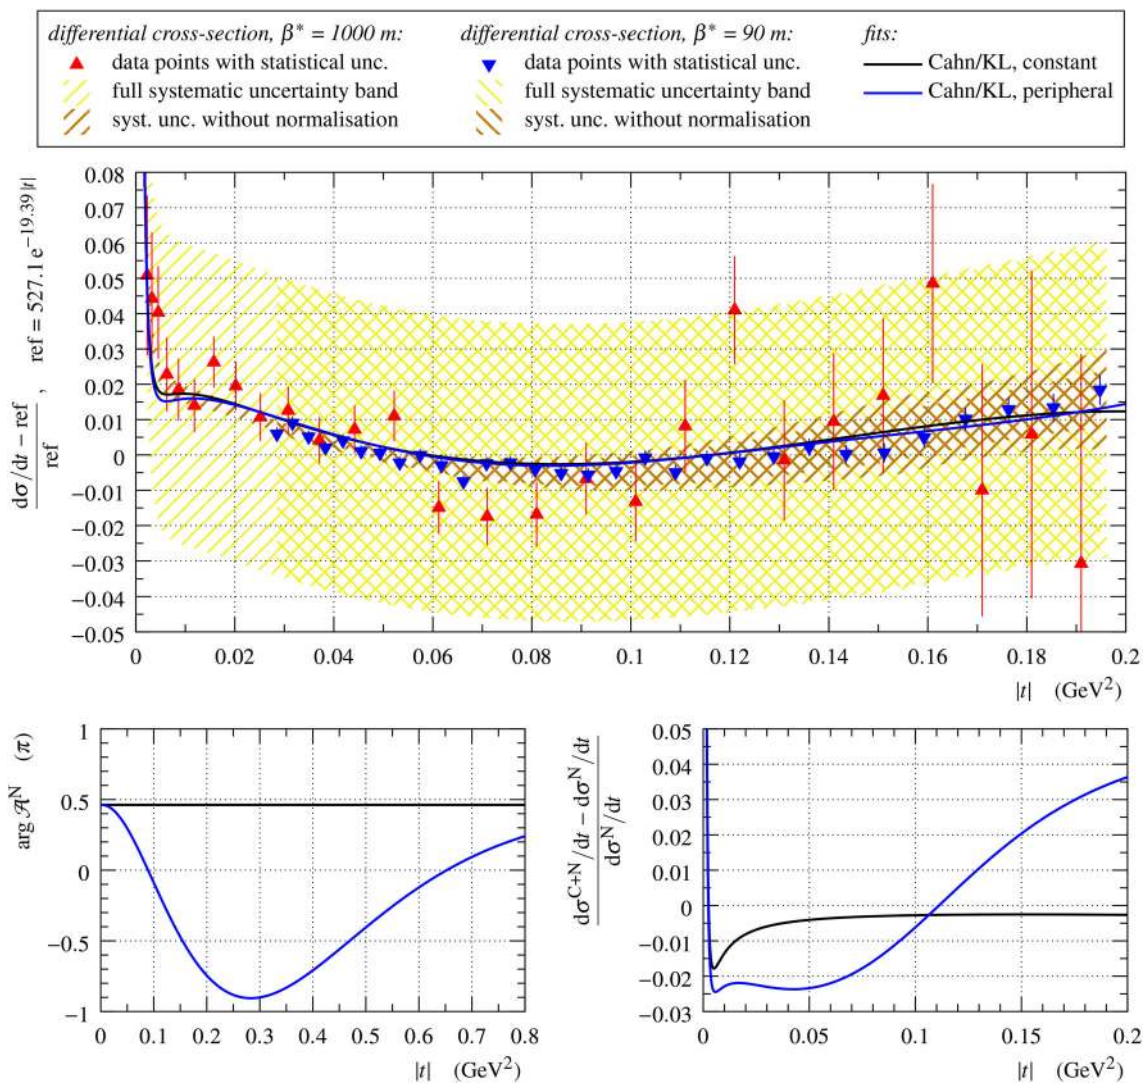 differential cross-section, β* = 1000 m:
data points with statistical unc.
full systematic uncertainty band
syst. unc. without normalisation
differential cross-section, β* = 90 m:
data points with statistical unc.
full systematic uncertainty band
syst. unc. without normalisation
fits:
Cahn/KL, constant
Cahn/KL, peripheral
dσ/dt − ref
ref
, ref = 527.1 e^{−19.39 |t|}
0.08
0.07
0.06
0.05
0.04
0.03
0.02
0.01
0
−0.01
−0.02
−0.03
−0.04
−0.05
0 0.02 0.04 0.06 0.08 0.1 0.12 0.14 0.16 0.18 0.2
|t| (GeV²)
arg 𝒜^N (π)
1
0.5
0
−0.5
−1
0 0.1 0.2 0.3 0.4 0.5 0.6 0.7 0.8
|t| (GeV²)
dσ^{C+N}/dt − dσ^N/dt
dσ^N/dt
0.05
0.04
0.03
0.02
0.01
0
−0.01
−0.02
−0.03
0 0.05 0.1 0.15 0.2
|t| (GeV²)